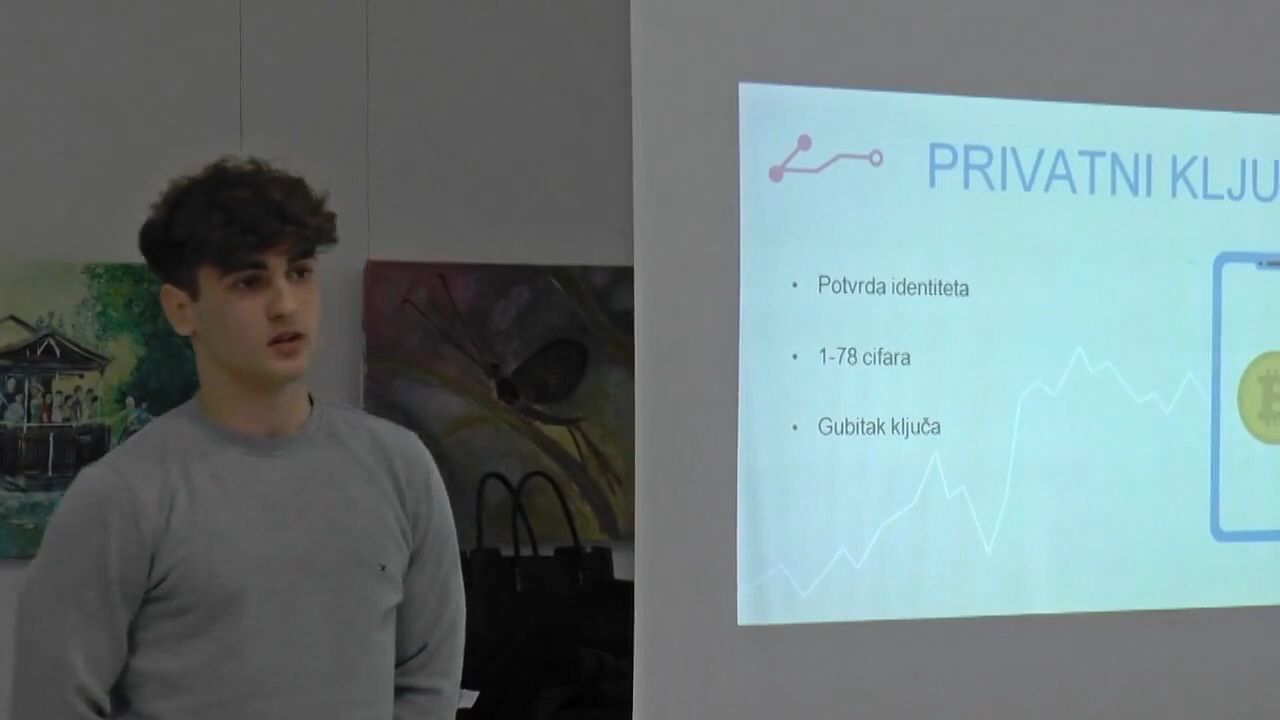 PRIVATNI KLJU
• Potvrda identiteta
• 1-78 cifara
• Gubitak ključa